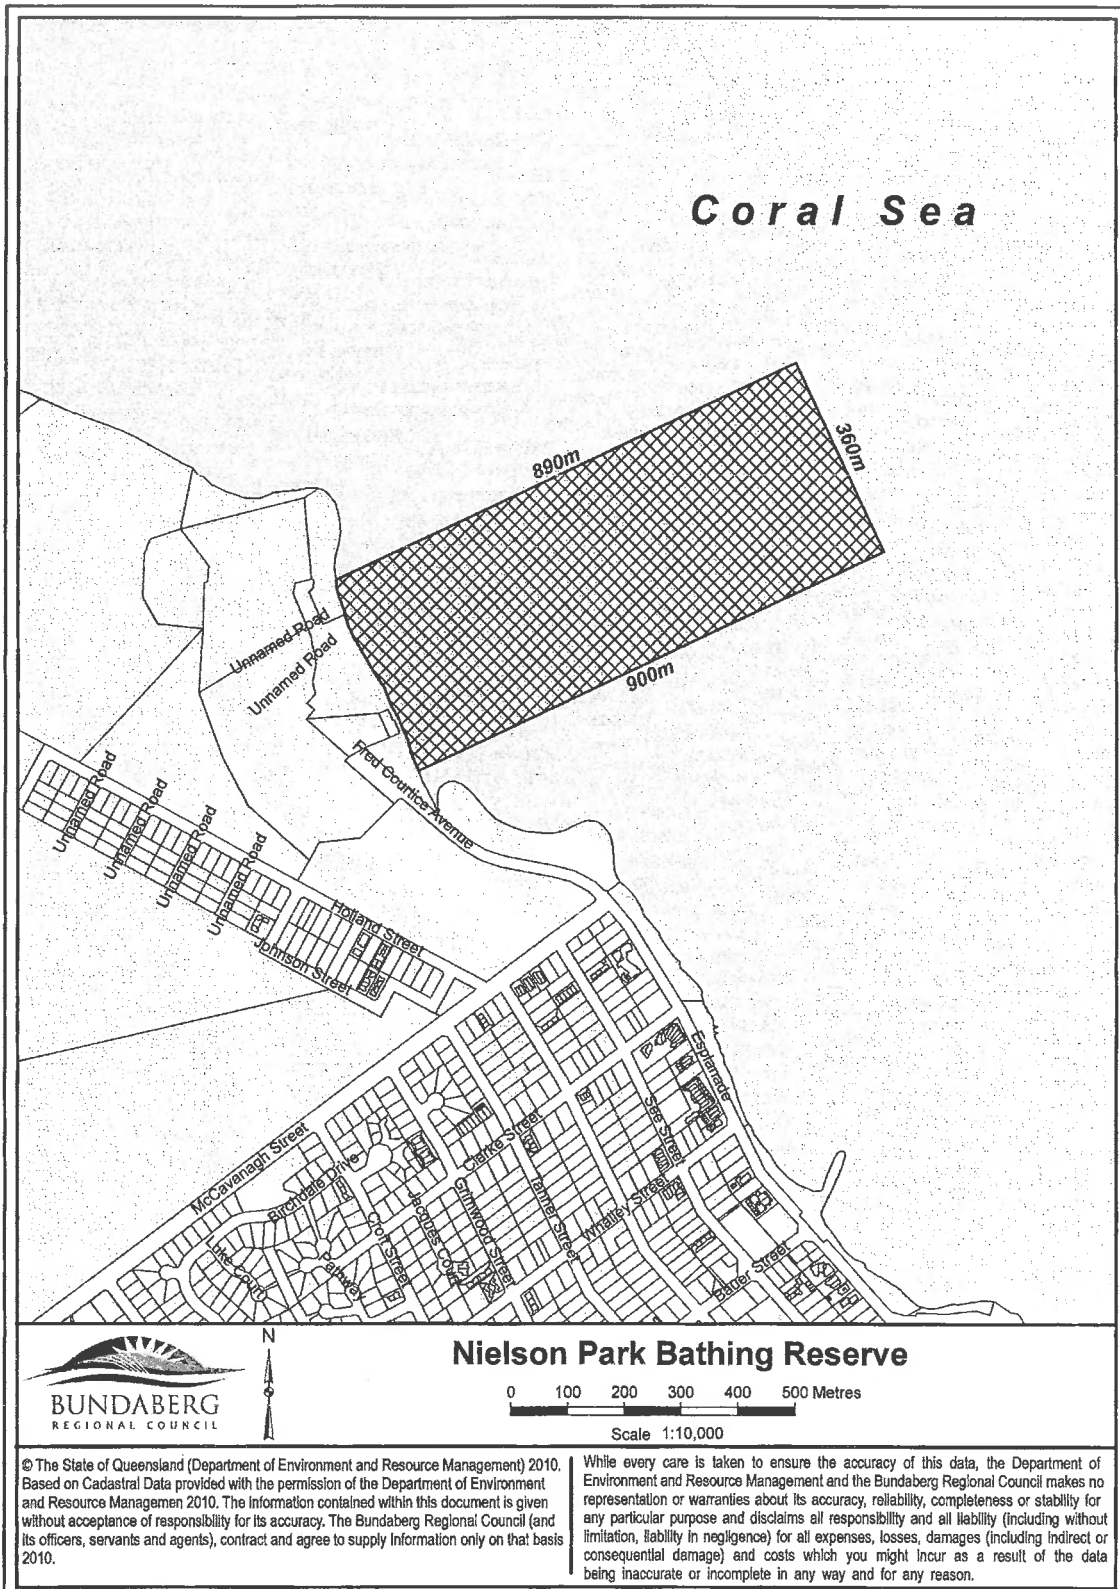 Coral Sea
890m
360m
900m
Unnamed Road
Unnamed Road
Fred Courtice Avenue
Unnamed Road
Unnamed Road
Unnamed Road
Unnamed Road
Holland Street
Johnson Street
Esplanade
See Street
Clarke Street
McCavanagh Street
Birchdale Drive
Jacques Court
Grimwood Street
Tanner Street
Whalley Street
Croft Street
Bauer Street
N
Nielson Park Bathing Reserve
BUNDABERG
REGIONAL COUNCIL
0 100 200 300 400 500 Metres
Scale 1:10,000
© The State of Queensland (Department of Environment and Resource Management) 2010.
Based on Cadastral Data provided with the permission of the Department of Environment
and Resource Managemen 2010. The information contained within this document is given
without acceptance of responsibility for its accuracy. The Bundaberg Regional Council (and
its officers, servants and agents), contract and agree to supply information only on that basis
2010.
While every care is taken to ensure the accuracy of this data, the Department of
Environment and Resource Management and the Bundaberg Regional Council makes no
representation or warranties about its accuracy, reliability, completeness or stability for
any particular purpose and disclaims all responsibility and all liability (including without
limitation, liability in negligence) for all expenses, losses, damages (including indirect or
consequential damage) and costs which you might incur as a result of the data
being inaccurate or incomplete in any way and for any reason.